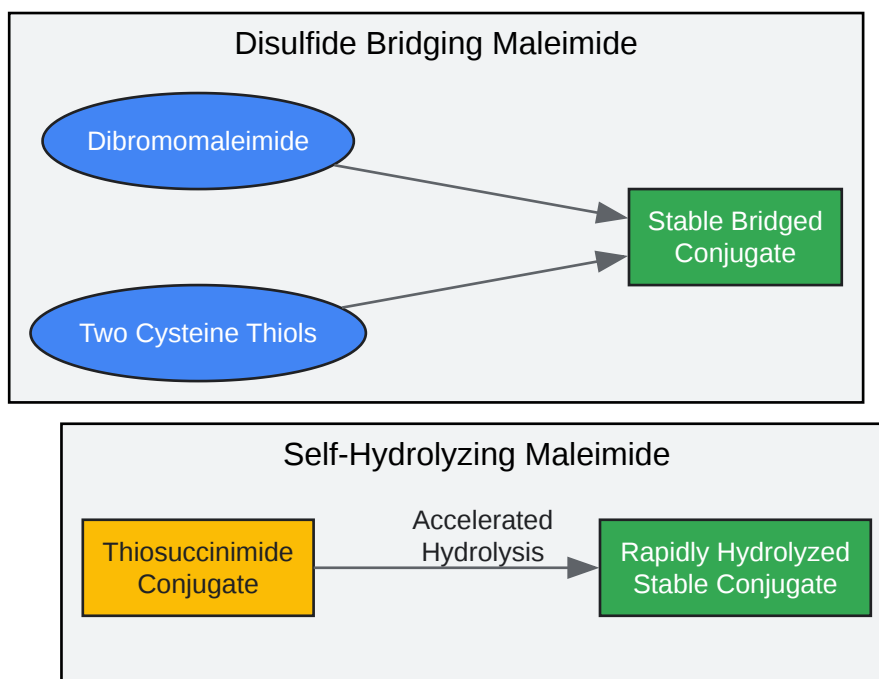 Disulfide Bridging Maleimide
Dibromomaleimide
Stable Bridged
Conjugate
Two Cysteine Thiols
Self-Hydrolyzing Maleimide
Thiosuccinimide
Conjugate
Accelerated
Hydrolysis
Rapidly Hydrolyzed
Stable Conjugate